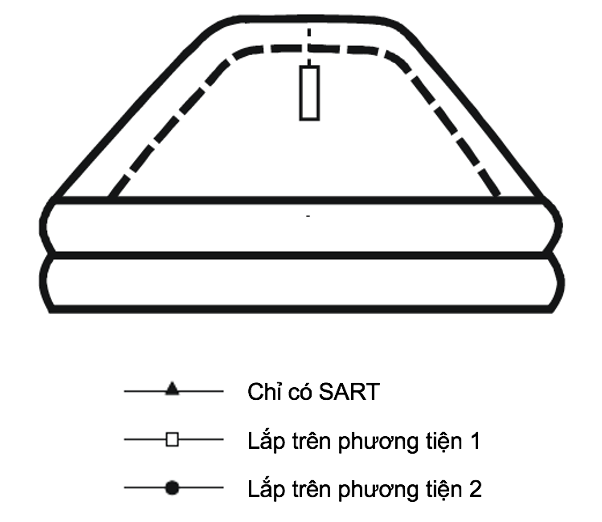 Chỉ có SART
Lắp trên phương tiện 1
Lắp trên phương tiện 2